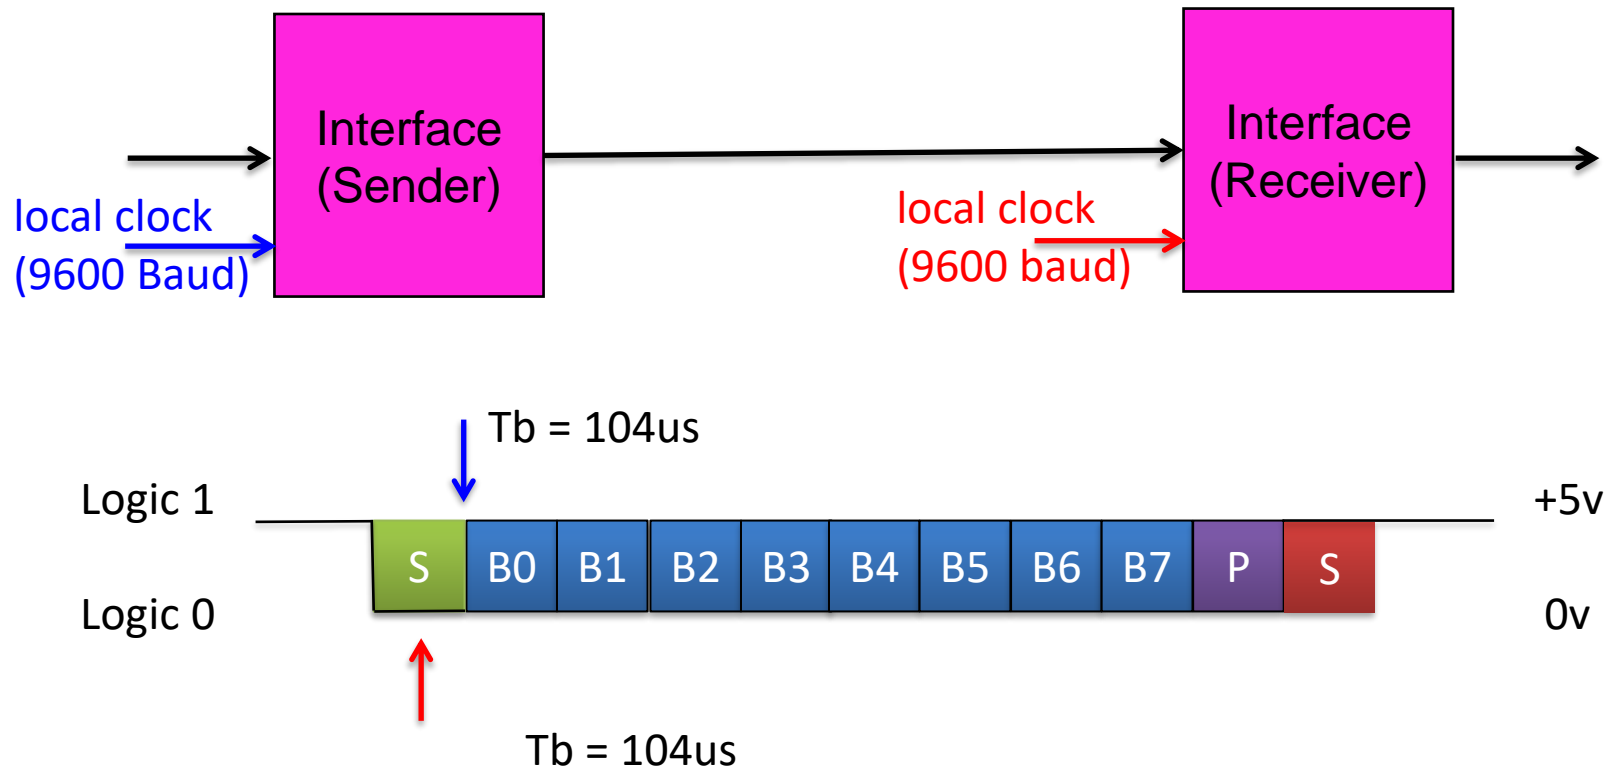 Interface
(Sender)
Interface
(Receiver)
local clock
(9600 Baud)
local clock
(9600 baud)
Tb = 104us
Logic 1
+5v
S B0 B1 B2 B3 B4 B5 B6 B7 P S
Logic 0
0v
Tb = 104us